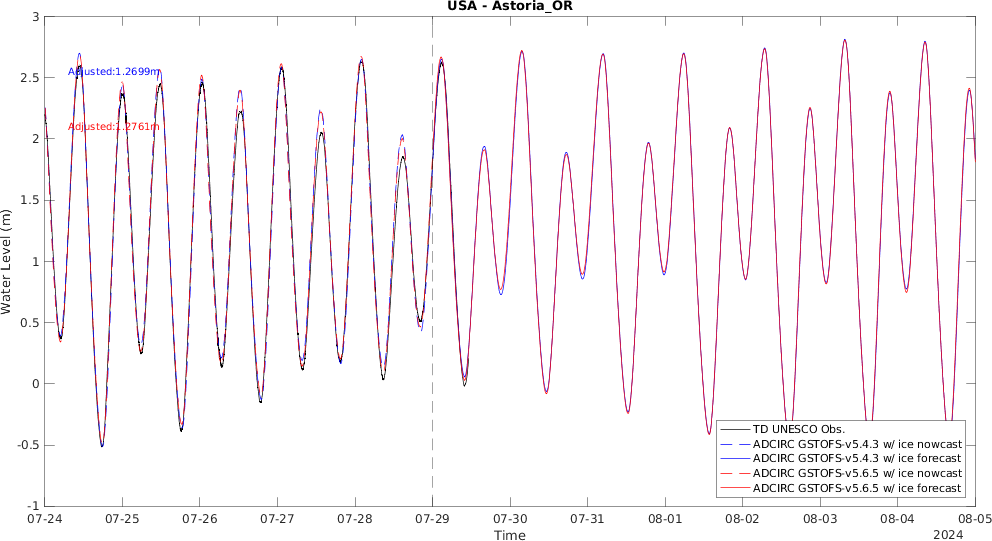 USA - Astoria_OR
3
2.5
2
1.5
1
0.5
0
-0.5
-1
Water Level (m)
Adjusted:1.2699m
Adjusted:1.2761m
TD UNESCO Obs.
ADCIRC GSTOFS-v5.4.3 w/ ice nowcast
ADCIRC GSTOFS-v5.4.3 w/ ice forecast
ADCIRC GSTOFS-v5.6.5 w/ ice nowcast
ADCIRC GSTOFS-v5.6.5 w/ ice forecast
07-24 07-25 07-26 07-27 07-28 07-29 07-30 07-31 08-01 08-02 08-03 08-04 08-05
Time
2024